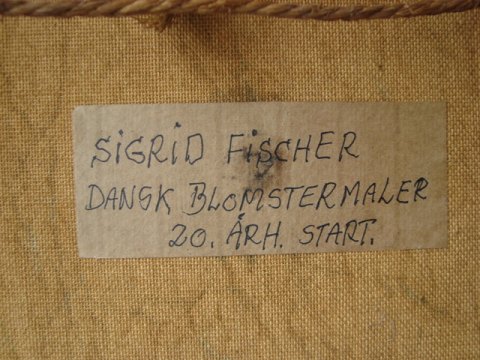 SIGRID FISCHER
DANSK BLOMSTERMALER
20. ÅRH. START.